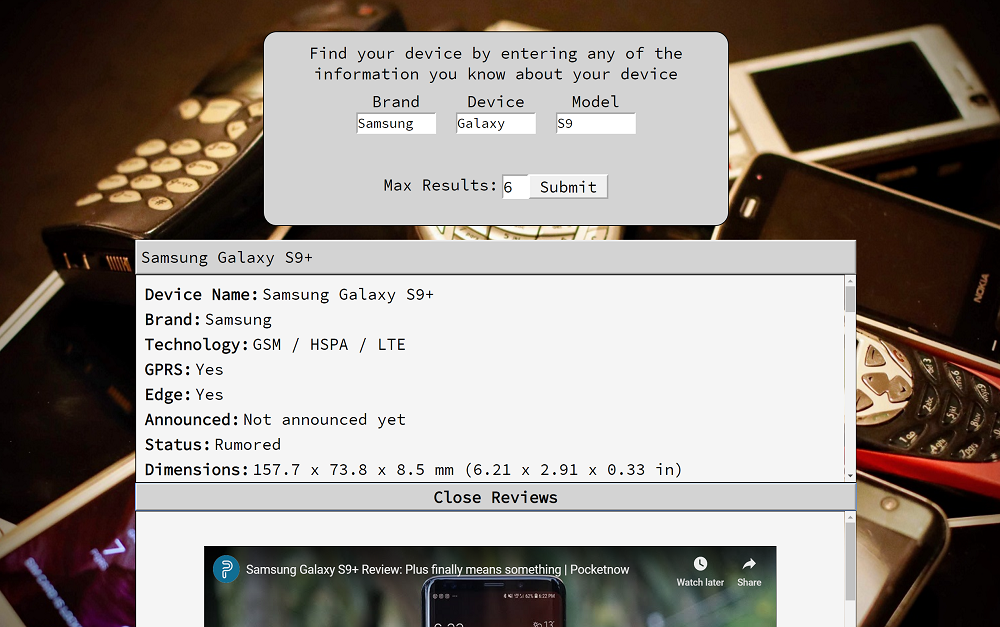 Find your device by entering any of the
information you know about your device
Brand Device Model
Samsung Galaxy S9
Max Results: 6 Submit
Samsung Galaxy S9+
Device Name: Samsung Galaxy S9+
Brand: Samsung
Technology: GSM / HSPA / LTE
GPRS: Yes
Edge: Yes
Announced: Not announced yet
Status: Rumored
Dimensions: 157.7 x 73.8 x 8.5 mm (6.21 x 2.91 x 0.33 in)
Close Reviews
Samsung Galaxy S9+ Review: Plus finally means something | Pocketnow
Watch later Share
NOKIA